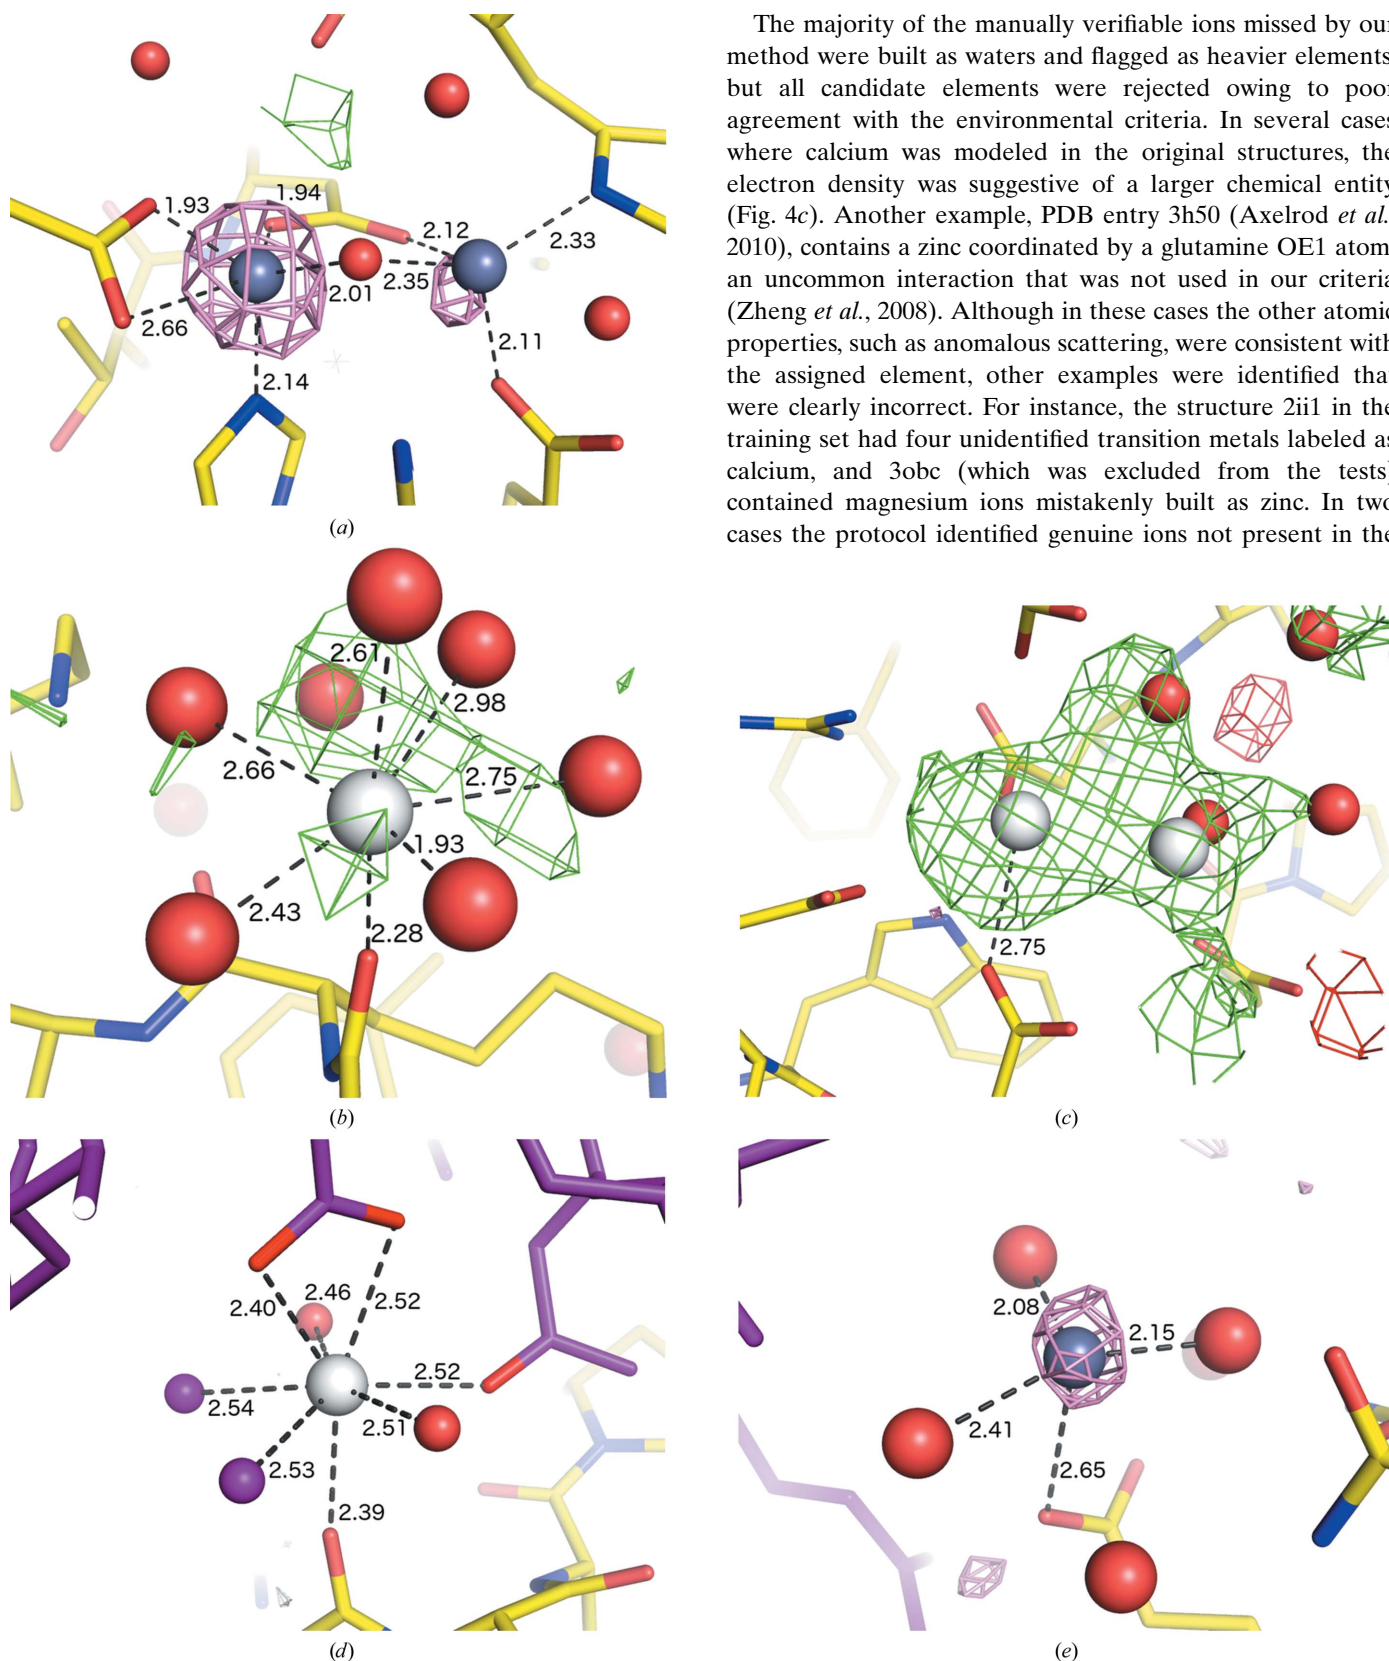 The majority of the manually verifiable ions missed by our
method were built as waters and flagged as heavier elements
but all candidate elements were rejected owing to poor
agreement with the environmental criteria. In several cases
where calcium was modeled in the original structures, the
electron density was suggestive of a larger chemical entity
(Fig. 4c). Another example, PDB entry 3h50 (Axelrod et al.
2010), contains a zinc coordinated by a glutamine OE1 atom
an uncommon interaction that was not used in our criteria
(Zheng et al., 2008). Although in these cases the other atomic
properties, such as anomalous scattering, were consistent with
the assigned element, other examples were identified that
were clearly incorrect. For instance, the structure 2ii1 in the
training set had four unidentified transition metals labeled as
calcium, and 3obc (which was excluded from the tests)
contained magnesium ions mistakenly built as zinc. In two
cases the protocol identified genuine ions not present in the
1.93
1.94
2.12
2.33
2.01
2.35
2.66
2.11
2.14
(a)
2.61
2.98
2.66
2.75
1.93
2.43
2.28
(b)
2.75
(c)
2.46
2.40
2.52
2.52
2.54
2.51
2.53
2.39
(d)
2.08
2.15
2.41
2.65
(e)